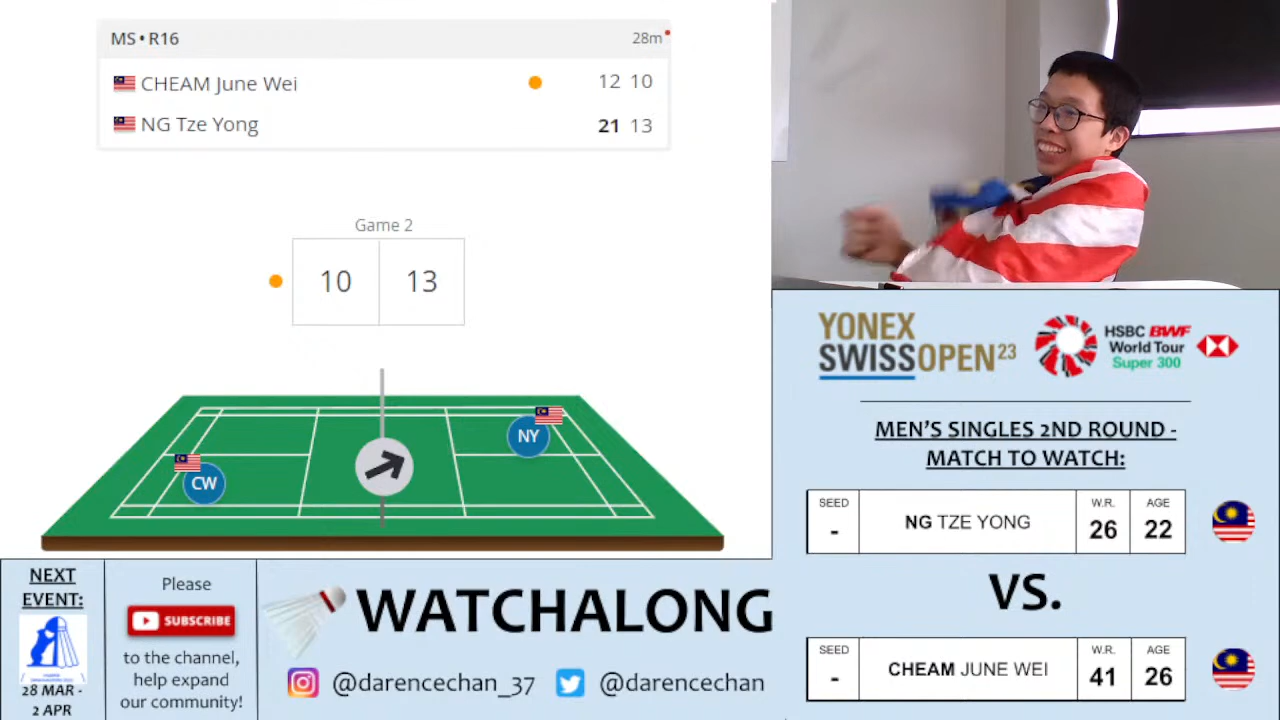 MS • R16
28m
CHEAM June Wei
12 10
NG Tze Yong
21 13
Game 2
10 13
NY
CW
YONEX
SWISSOPEN23
HSBC BWF
World Tour
Super 300
MEN'S SINGLES 2ND ROUND -
MATCH TO WATCH:
SEED
-
NG TZE YONG
W.R.
26
AGE
22
VS.
SEED
-
CHEAM JUNE WEI
W.R.
41
AGE
26
NEXT
EVENT:
28 MAR -
2 APR
Please
SUBSCRIBE
to the channel,
help expand
our community!
WATCHALONG
@darencechan_37
@darencechan